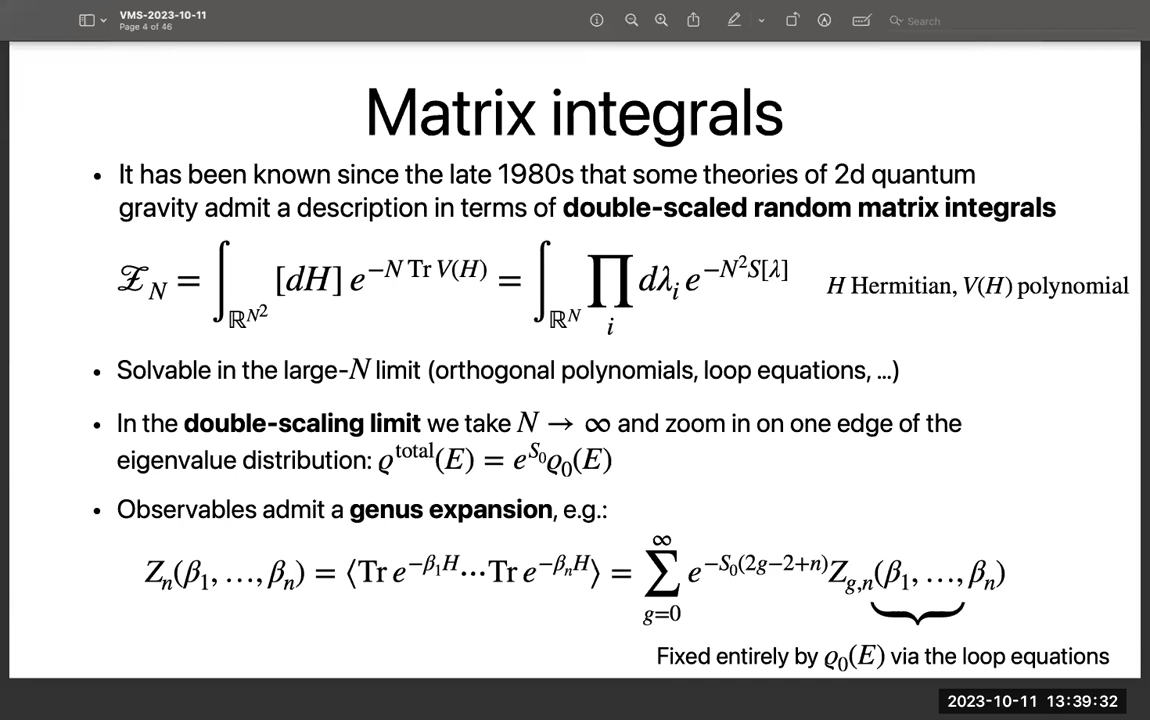 VMS-2023-10-11
Page 4 of 46
Search
Matrix integrals
• It has been known since the late 1980s that some theories of 2d quantum
gravity admit a description in terms of double-scaled random matrix integrals
𝒵_N = ∫_{ℝ^{N²}} [dH] e^{−N Tr V(H)} = ∫_{ℝ^N} ∏_i dλ_i e^{−N²S[λ]} H Hermitian, V(H) polynomial
• Solvable in the large-N limit (orthogonal polynomials, loop equations, ...)
• In the double-scaling limit we take N → ∞ and zoom in on one edge of the
eigenvalue distribution: ϱ^{total}(E) = e^{S_0}ϱ_0(E)
• Observables admit a genus expansion, e.g.:
Z_n(β_1, …, β_n) = ⟨Tr e^{−β_1H}⋯Tr e^{−β_nH}⟩ = ∑_{g=0}^{∞} e^{−S_0(2g−2+n)}Z_{g,n}(β_1, …, β_n)
Fixed entirely by ϱ_0(E) via the loop equations
2023-10-11 13:39:32